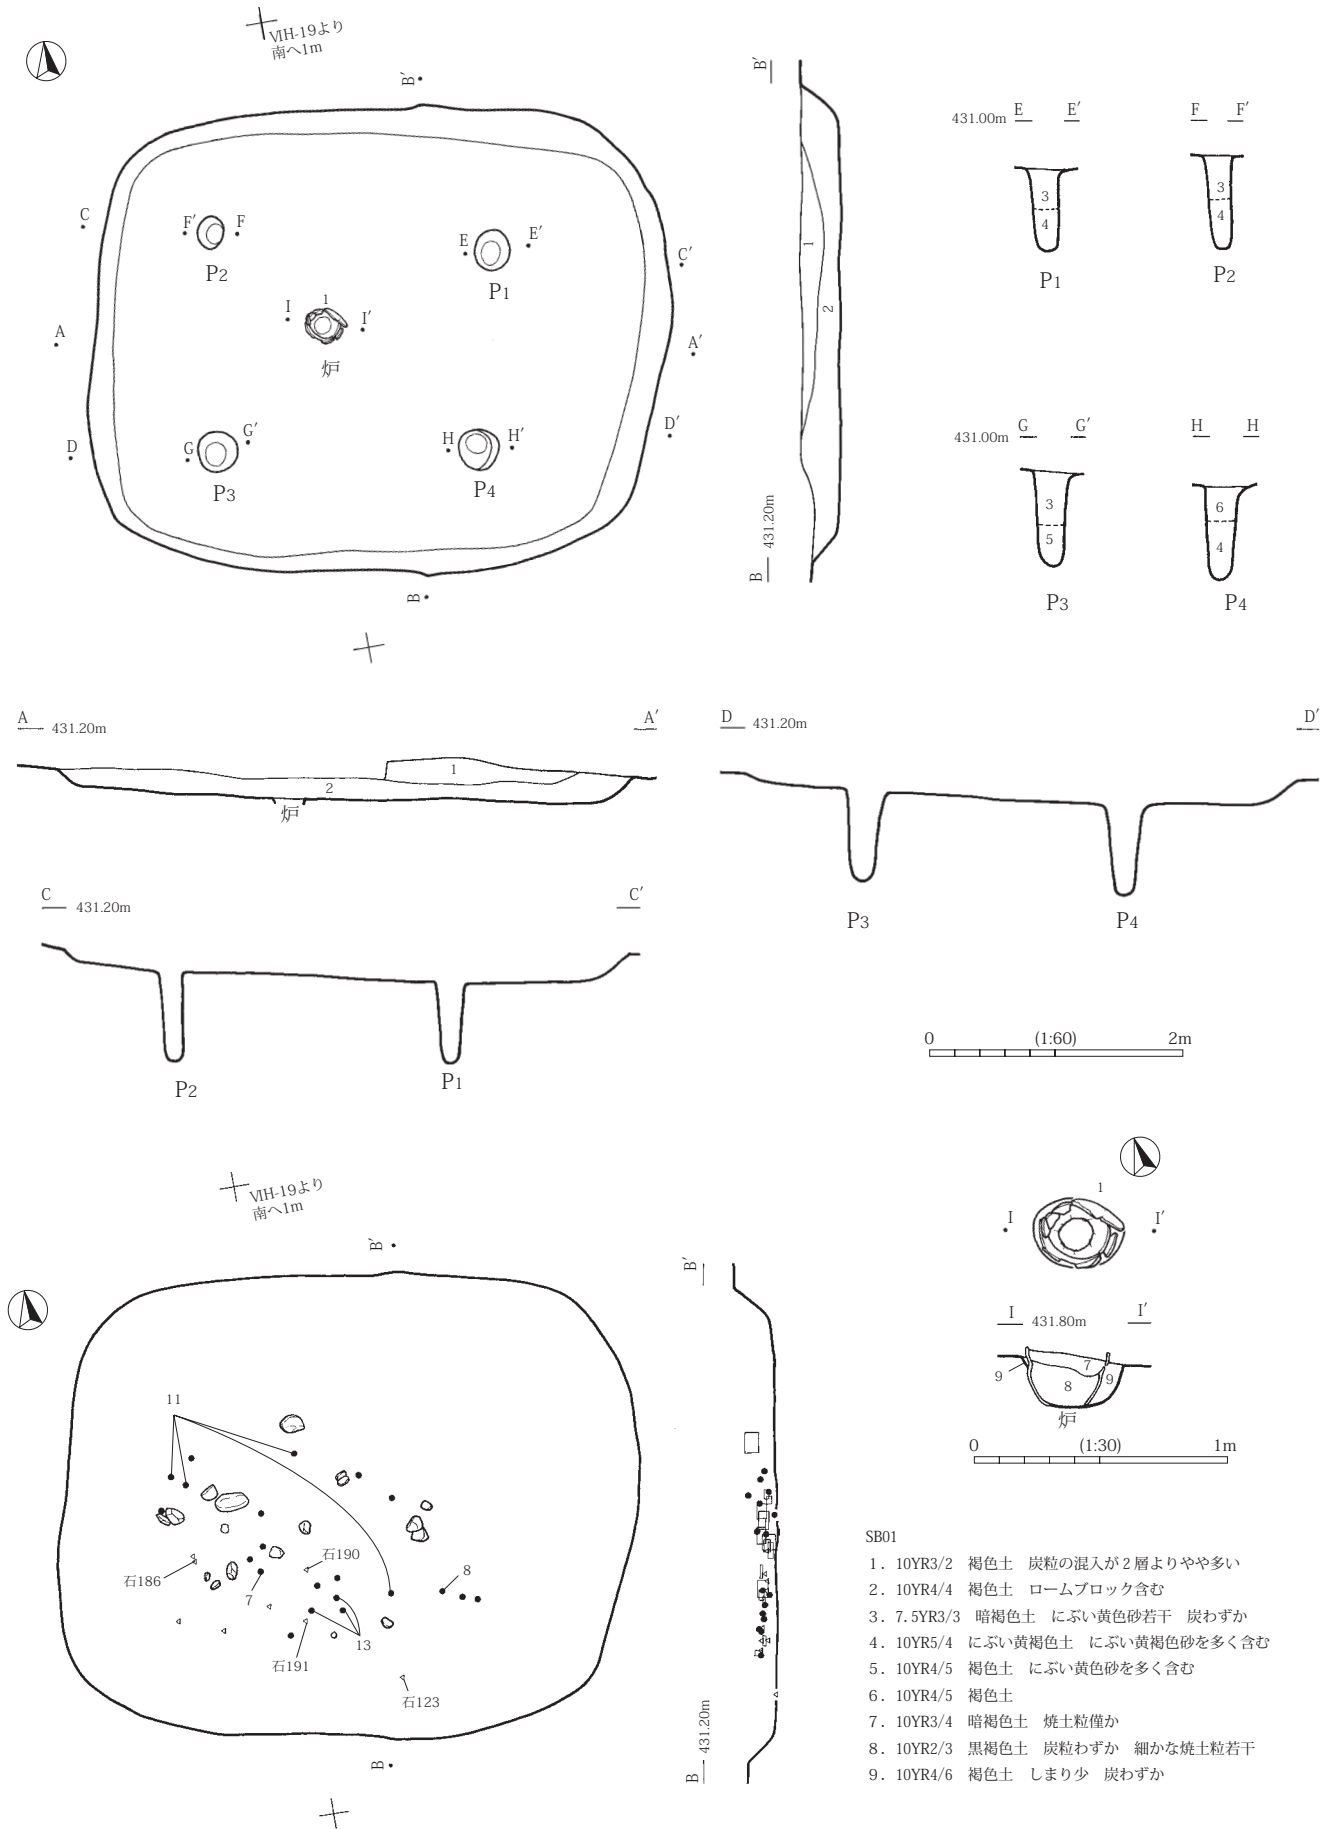 ⅥH-19より
南へ1m
B′
C
F′
F
P2
E
E′
P1
C′
I
1
I′
炉
A
A′
D
G
G′
P3
H
H′
P4
D′
B
B′
1
2
B
431.20m
431.00m
E
E′
F
F′
3
4
P1
3
4
P2
431.00m
G
G′
H
H
3
5
P3
6
4
P4
A
431.20m
A′
1
2
炉
D
431.20m
D′
P3
P4
C
431.20m
C′
P2
P1
0
(1:60)
2m
ⅥH-19より
南へ1m
B′
11
石190
石186
7
8
13
石191
石123
B
B′
B
431.20m
1
I
I′
I
431.80m
I′
9
7
8
9
炉
0
(1:30)
1m
SB01
1．10YR3/2　褐色土　炭粒の混入が2層よりやや多い
2．10YR4/4　褐色土　ロームブロック含む
3．7.5YR3/3　暗褐色土　にぶい黄色砂若干　炭わずか
4．10YR5/4　にぶい黄褐色土　にぶい黄褐色砂を多く含む
5．10YR4/5　褐色土　にぶい黄色砂を多く含む
6．10YR4/5　褐色土
7．10YR3/4　暗褐色土　焼土粒僅か
8．10YR2/3　黒褐色土　炭粒わずか　細かな焼土粒若干
9．10YR4/6　褐色土　しまり少　炭わずか